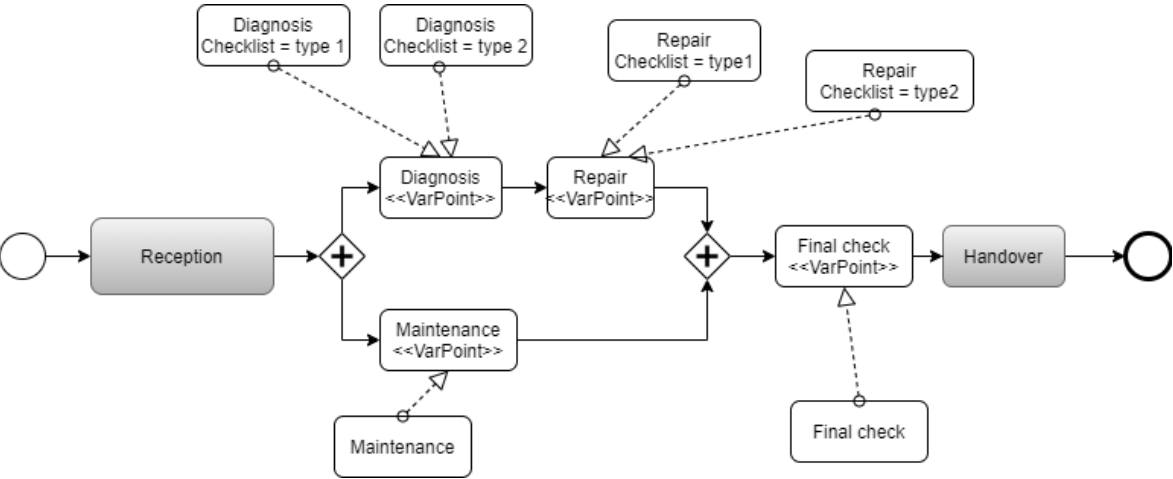 Diagnosis
Checklist = type 1
Diagnosis
Checklist = type 2
Repair
Checklist = type1
Repair
Checklist = type2
Diagnosis
<<VarPoint>>
Repair
<<VarPoint>>
Reception
Final check
<<VarPoint>>
Handover
Maintenance
<<VarPoint>>
Maintenance
Final check